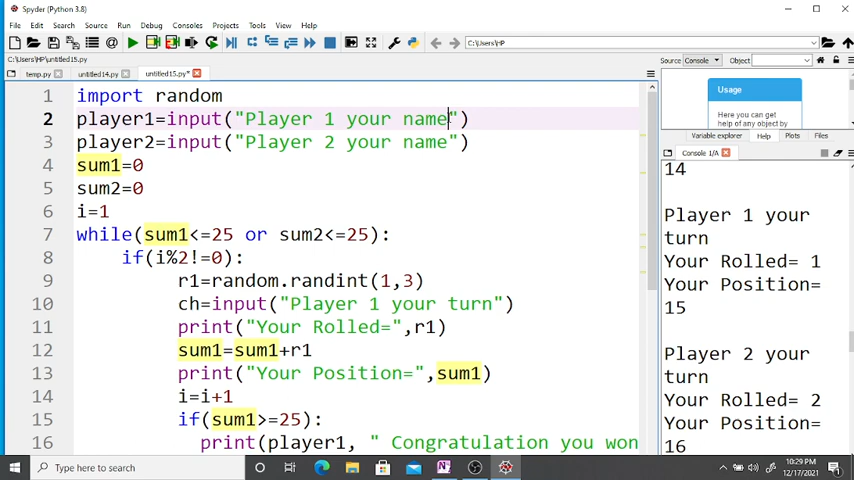 Spyder (Python 3.8)
File Edit Search Source Run Debug Consoles Projects Tools View Help
C:\Users\HP
C:\Users\HP\untitled15.py
temp.py untitled14.py untitled15.py*
1 import random
2 player1=input("Player 1 your name")
3 player2=input("Player 2 your name")
4 sum1=0
5 sum2=0
6 i=1
7 while(sum1<=25 or sum2<=25):
8 if(i%2!=0):
9 r1=random.randint(1,3)
10 ch=input("Player 1 your turn")
11 print("Your Rolled=",r1)
12 sum1=sum1+r1
13 print("Your Position=",sum1)
14 i=i+1
15 if(sum1>=25):
16 print(player1, " Congratulation you won
Source Console Object
Usage
Here you can get
help of any object by
Variable explorer Help Plots Files
Console 1/A
14
Player 1 your
turn
Your Rolled= 1
Your Position=
15
Player 2 your
turn
Your Rolled= 2
Your Position=
16
Type here to search
10:29 PM
12/17/2021